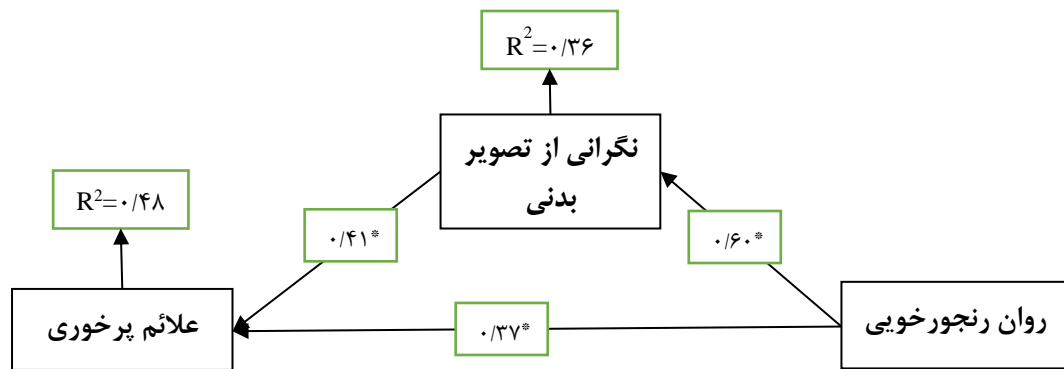 R²=۰/۳۶
نگرانی از تصویر
بدنی
R²=۰/۴۸
۰/۴۱*
۰/۶۰*
روان رنجورخویی
علائم پرخوری
۰/۳۷*